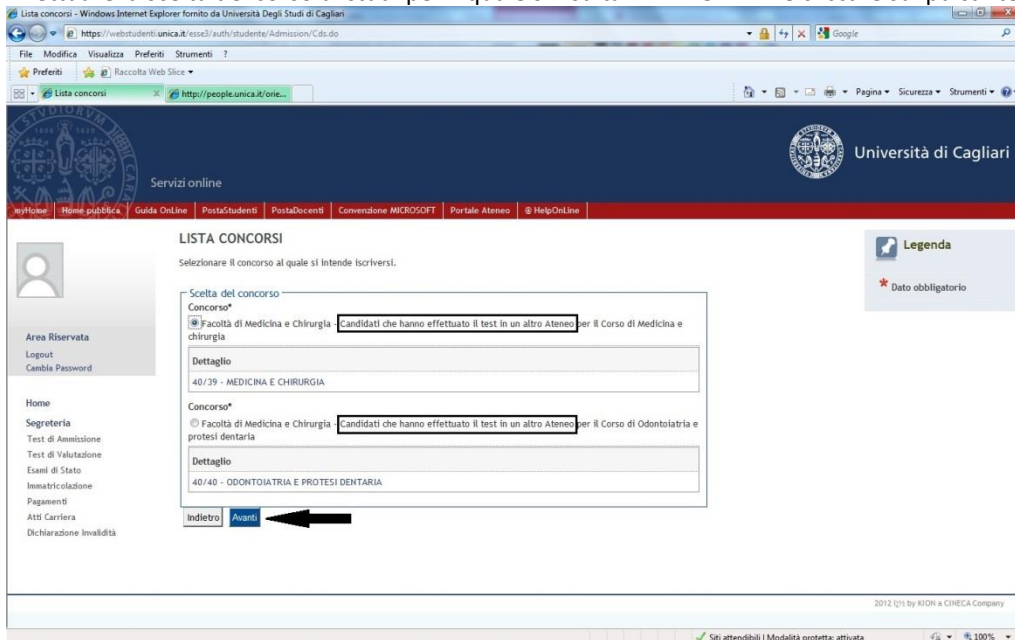 Lista concorsi - Windows Internet Explorer fornito da Università Degli Studi di Cagliari
https://webstudenti.unica.it/esse3/auth/studente/Admission/Cds.do
Google
File Modifica Visualizza Preferiti Strumenti ?
Preferiti Raccolta Web Slice
Lista concorsi http://people.unica.it/orie... Pagina Sicurezza Strumenti
Università di Cagliari
Servizi online
myHome Home pubblica Guida OnLine PostaStudenti PostaDocenti Convenzione MICROSOFT Portale Ateneo @ HelpOnLine
LISTA CONCORSI
Selezionare il concorso al quale si intende iscriversi.
Legenda
* Dato obbligatorio
Scelta del concorso
Concorso*
Facoltà di Medicina e Chirurgia - Candidati che hanno effettuato il test in un altro Ateneo per il Corso di Medicina e
chirurgia
Dettaglio
40/39 - MEDICINA E CHIRURGIA
Concorso*
Facoltà di Medicina e Chirurgia - Candidati che hanno effettuato il test in un altro Ateneo per il Corso di Odontoiatria e
protesi dentaria
Dettaglio
40/40 - ODONTOIATRIA E PROTESI DENTARIA
Indietro Avanti
Area Riservata
Logout
Cambia Password
Home
Segreteria
Test di Ammissione
Test di Valutazione
Esami di Stato
Immatricolazione
Pagamenti
Atti Carriera
Dichiarazione Invalidità
2012 by KION a CINECA Company
Siti attendibili | Modalità protetta: attivata 100%